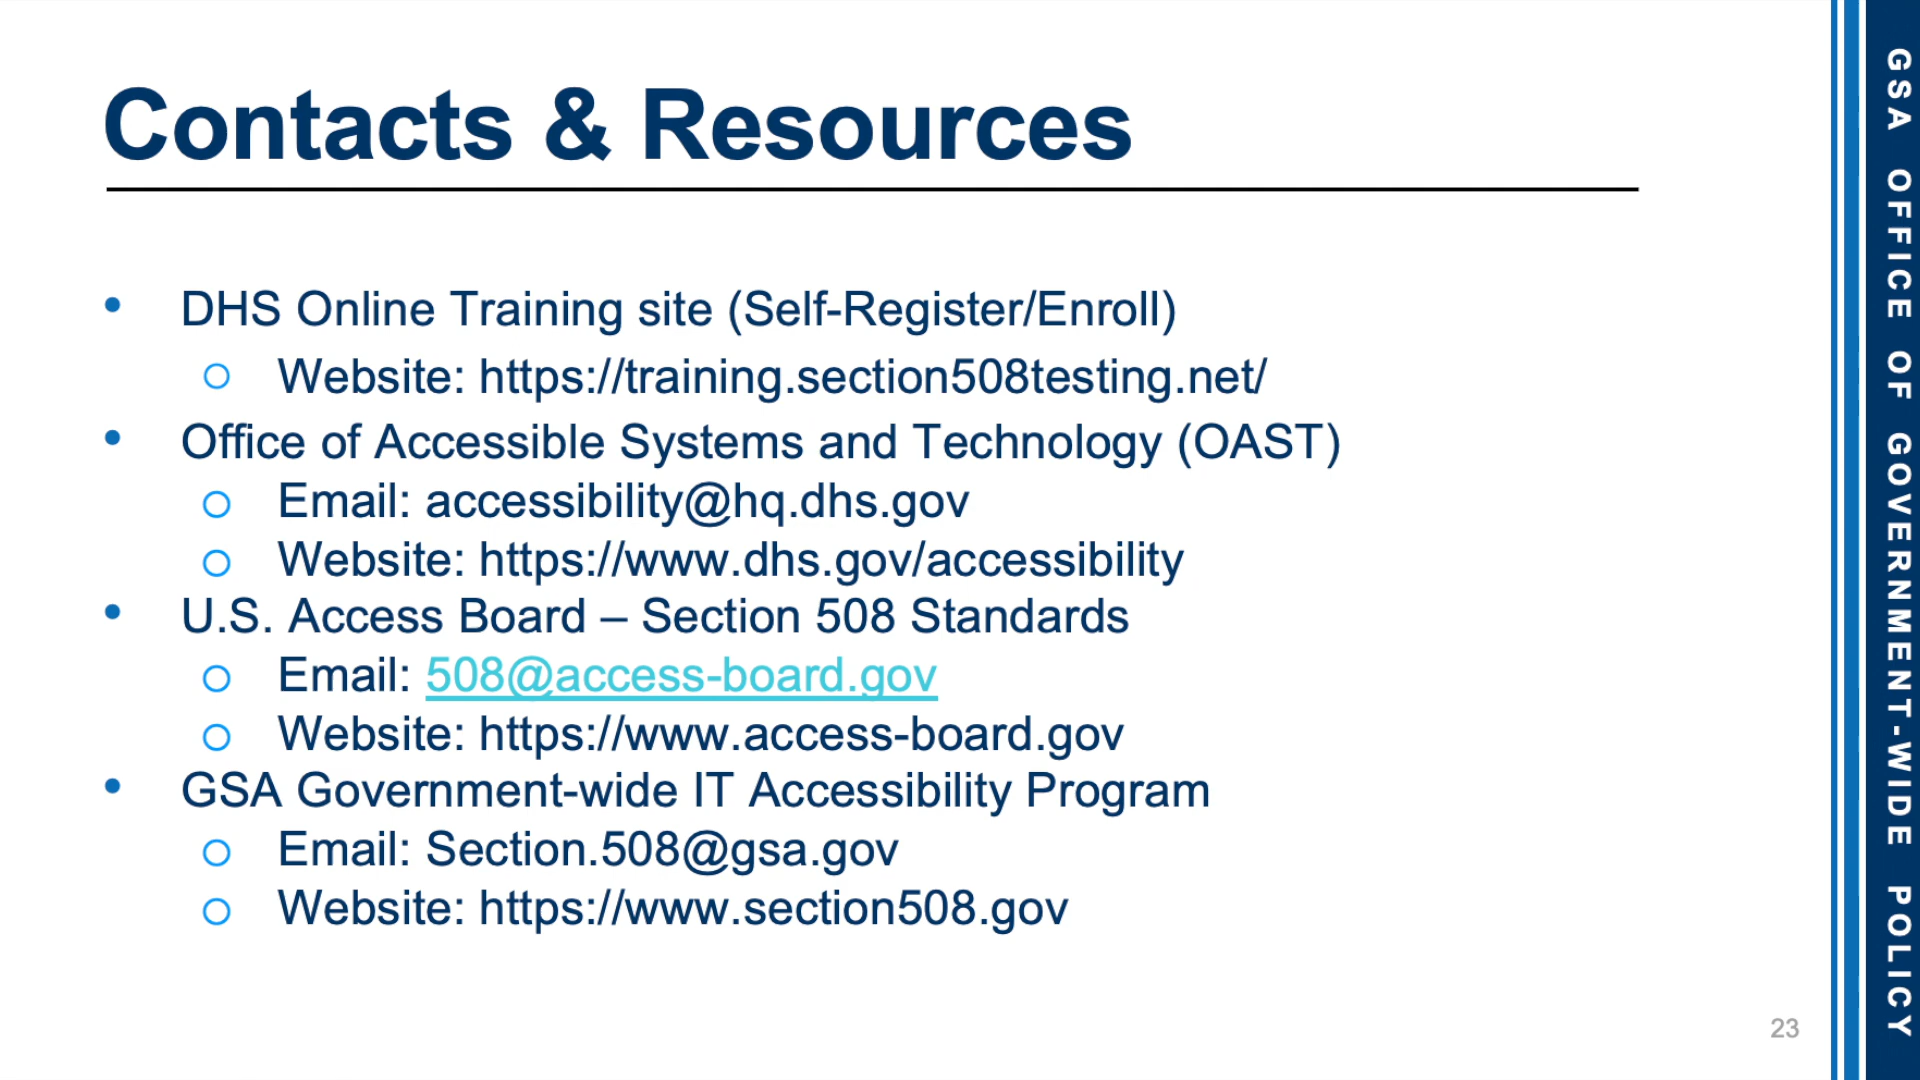 Contacts & Resources
• DHS Online Training site (Self-Register/Enroll)
○ Website: https://training.section508testing.net/
• Office of Accessible Systems and Technology (OAST)
○ Email: accessibility@hq.dhs.gov
○ Website: https://www.dhs.gov/accessibility
• U.S. Access Board – Section 508 Standards
○ Email: 508@access-board.gov
○ Website: https://www.access-board.gov
• GSA Government-wide IT Accessibility Program
○ Email: Section.508@gsa.gov
○ Website: https://www.section508.gov
23
GSA OFFICE OF GOVERNMENT-WIDE POLICY